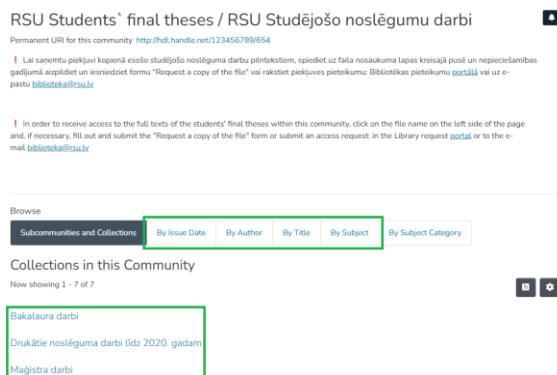 RSU Students` final theses / RSU Studējošo noslēgumu darbi
Permanent URI for this community http://hdl.handle.net/123456789/654
! Lai saņemtu piekļuvi kopienā esošo studējošo noslēguma darbu pilntekstiem, spiediet uz faila nosaukuma lapas kreisajā pusē un nepieciešamības
gadījumā aizpildiet un iesniedziet formu "Request a copy of the file" vai rakstiet piekļuves pieteikumu: Bibliotēkas pieteikumu portālā vai uz e-
pastu biblioteka@rsu.lv
! In order to receive access to the full texts of the students' final theses within this community, click on the file name on the left side of the page
and, if necessary, fill out and submit the "Request a copy of the file" form or submit an access request: in the Library request portal or to the e-
mail biblioteka@rsu.lv
Browse
Subcommunities and Collections By Issue Date By Author By Title By Subject By Subject Category
Collections in this Community
Now showing 1 - 7 of 7
Bakalaura darbi
Drukātie noslēguma darbi līdz 2020. gadam
Maģistra darbi